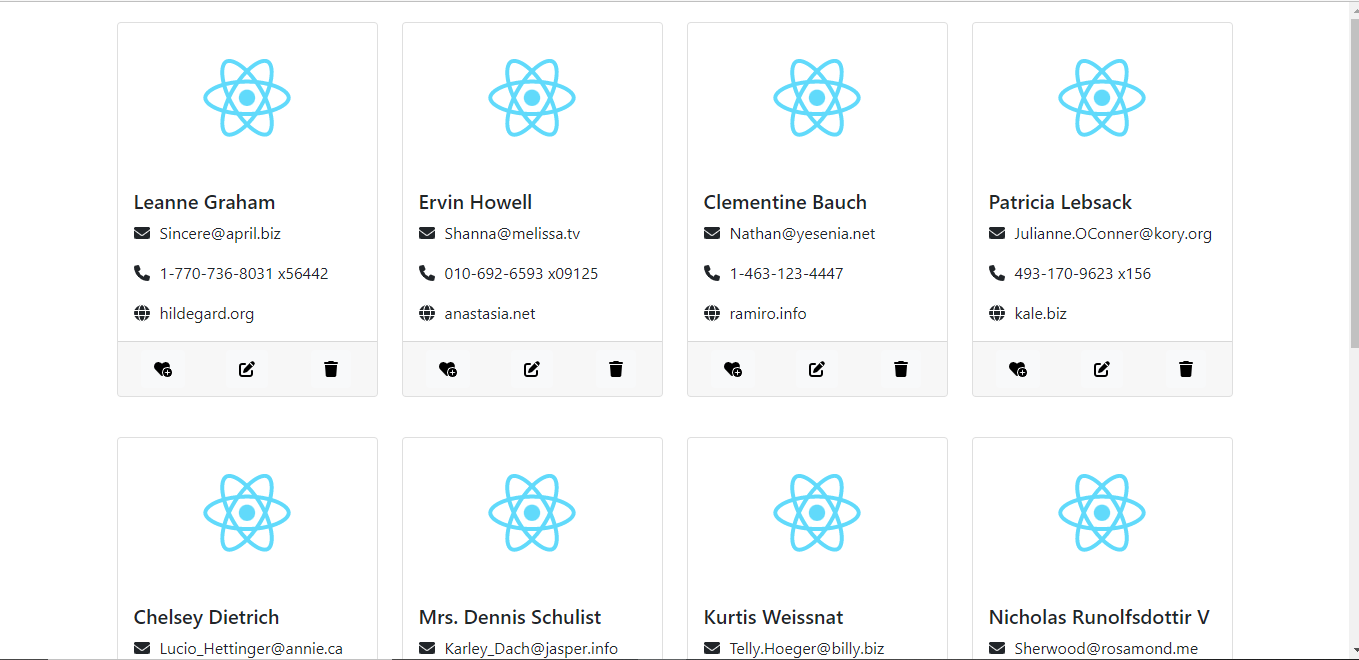 Leanne Graham
Sincere@april.biz
1-770-736-8031 x56442
hildegard.org
Ervin Howell
Shanna@melissa.tv
010-692-6593 x09125
anastasia.net
Clementine Bauch
Nathan@yesenia.net
1-463-123-4447
ramiro.info
Patricia Lebsack
Julianne.OConner@kory.org
493-170-9623 x156
kale.biz
Chelsey Dietrich
Lucio_Hettinger@annie.ca
Mrs. Dennis Schulist
Karley_Dach@jasper.info
Kurtis Weissnat
Telly.Hoeger@billy.biz
Nicholas Runolfsdottir V
Sherwood@rosamond.me